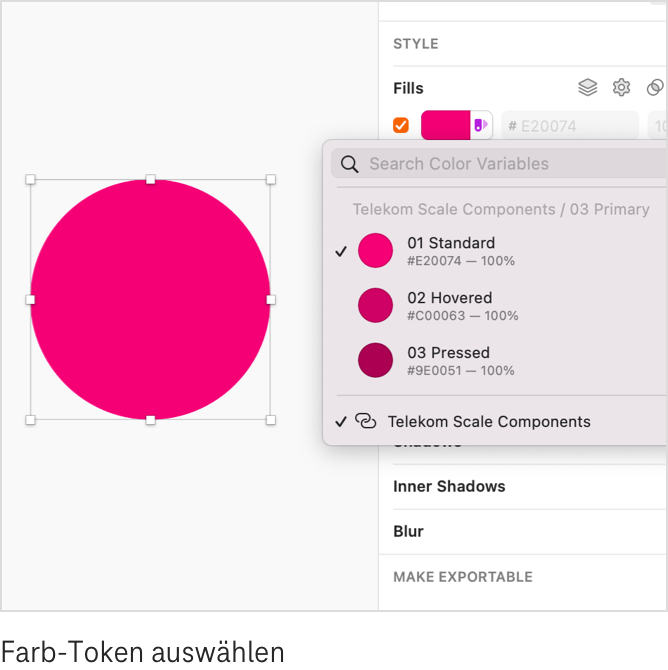 STYLE
Fills
# E20074
Search Color Variables
Telekom Scale Components / 03 Primary
01 Standard
#E20074 — 100%
02 Hovered
#C00063 — 100%
03 Pressed
#9E0051 — 100%
Telekom Scale Components
Inner Shadows
Blur
MAKE EXPORTABLE
Farb-Token auswählen